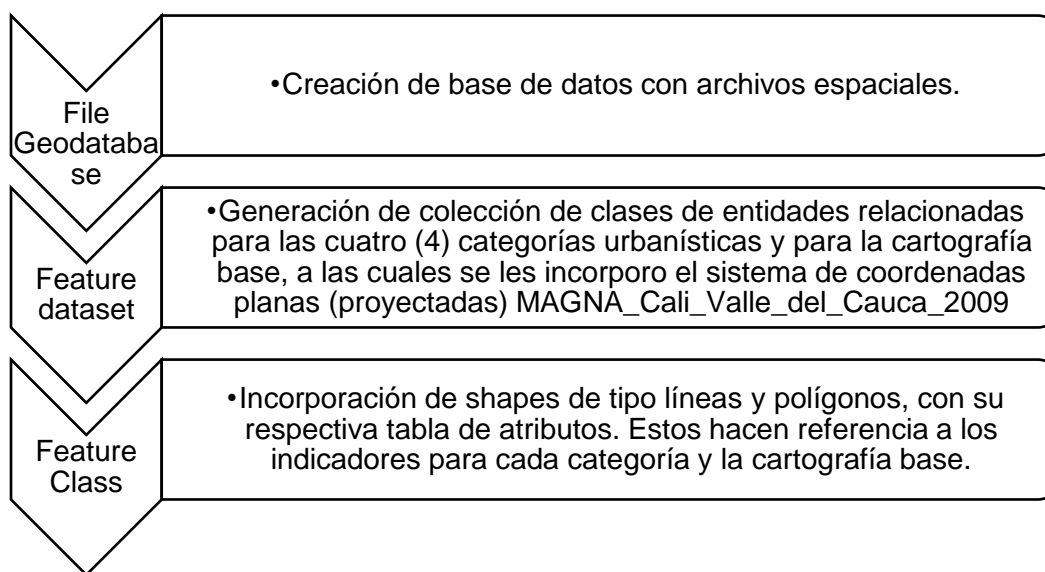 File
Geodataba
se
•Creación de base de datos con archivos espaciales.
Feature
dataset
•Generación de colección de clases de entidades relacionadas
para las cuatro (4) categorías urbanísticas y para la cartografía
base, a las cuales se les incorporo el sistema de coordenadas
planas (proyectadas) MAGNA_Cali_Valle_del_Cauca_2009
Feature
Class
•Incorporación de shapes de tipo líneas y polígonos, con su
respectiva tabla de atributos. Estos hacen referencia a los
indicadores para cada categoría y la cartografía base.